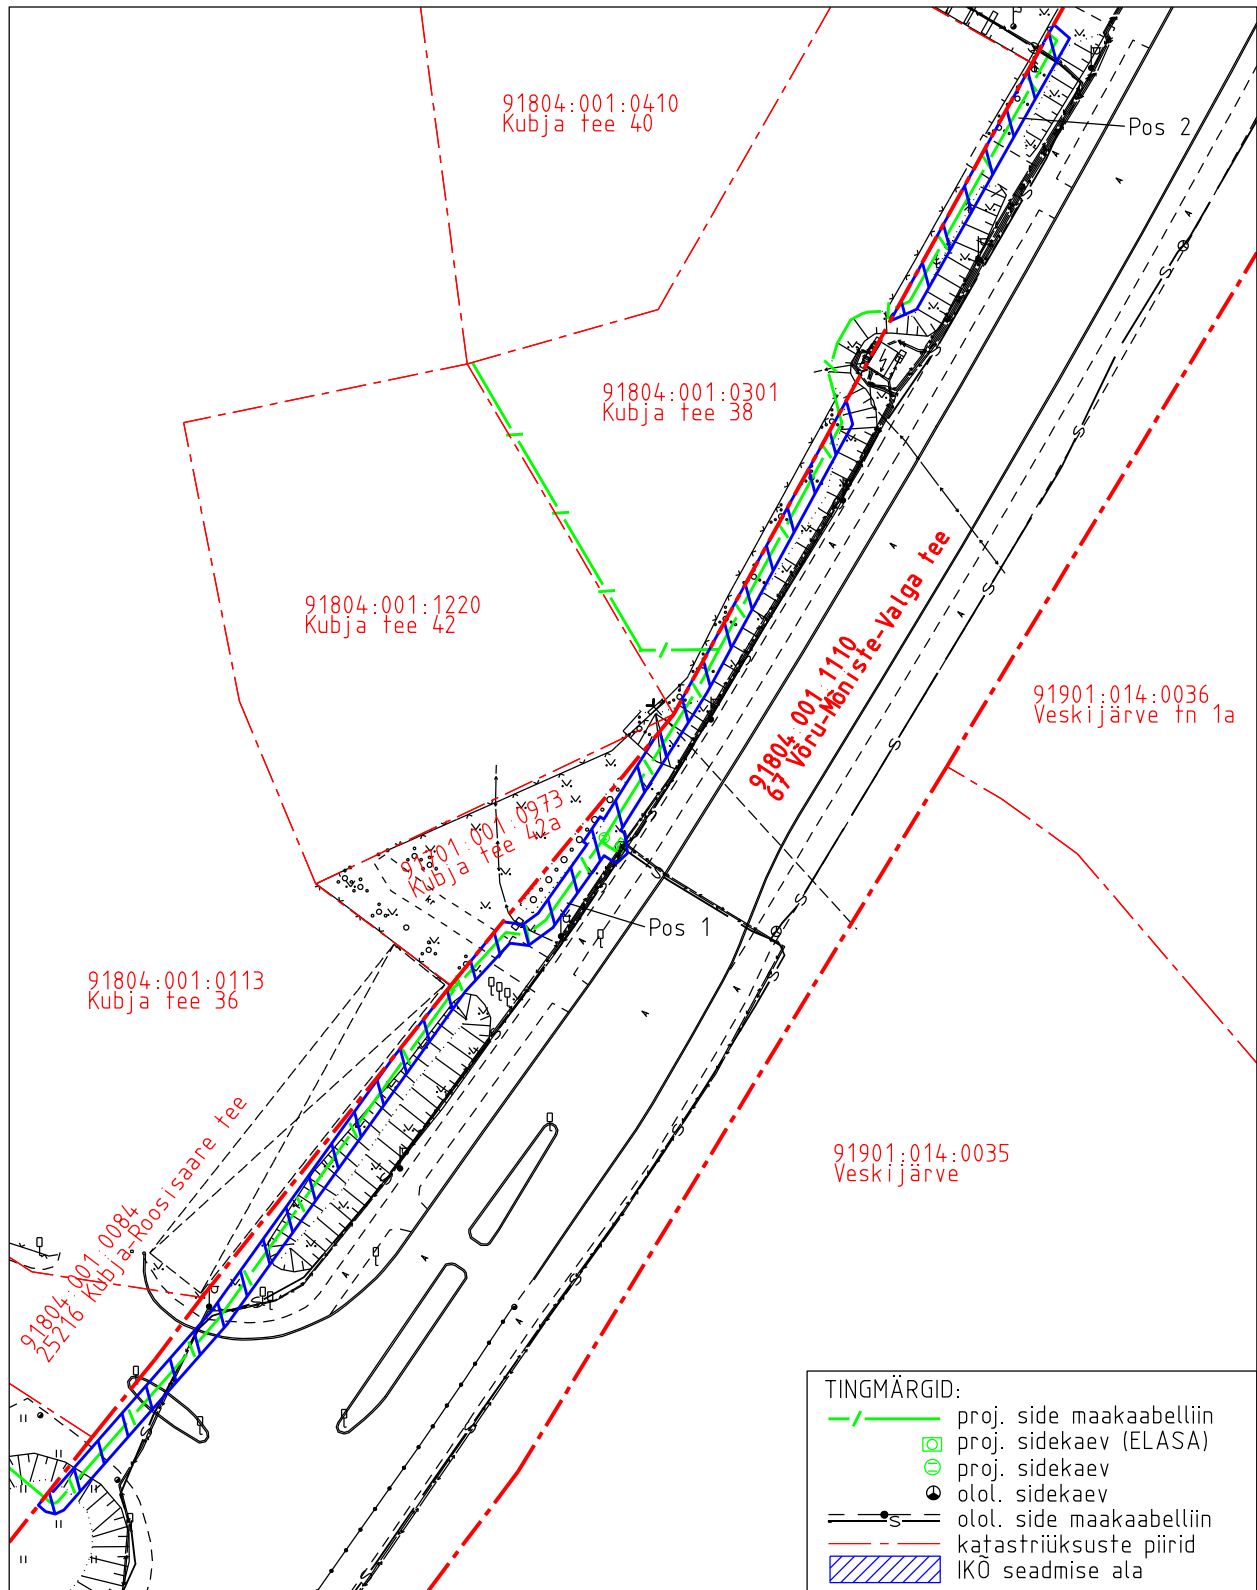 91804:001:0410
Kubja tee 40
Pos 2
91804:001:0301
Kubja tee 38
91804:001:1220
Kubja tee 42
91804:001:1110
67 Võru-Mõniste-Valga tee
91901:014:0036
Veskijärve tn 1a
91701:001:0973
Kubja tee 42a
Pos 1
91804:001:0113
Kubja tee 36
91901:014:0035
Veskijärve
91804:001:0084
25216 Kubja-Roosisaare tee
TINGMÄRGID:
proj. side maakaabelliin
proj. sidekaev (ELASA)
proj. sidekaev
olol. sidekaev
olol. side maakaabelliin
katastriüksuste piirid
IKÕ seadmise ala